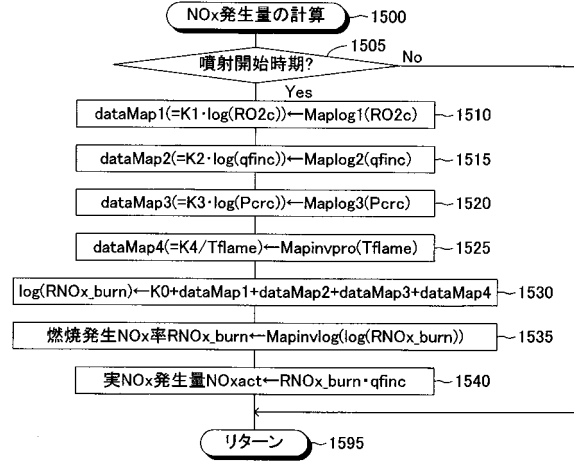 NOx発生量の計算 1500
1505
噴射開始時期? No
Yes
dataMap1(=K1・log(RO2c))←Maplog1(RO2c) 1510
dataMap2(=K2・log(qfinc))←Maplog2(qfinc) 1515
dataMap3(=K3・log(Pcrc))←Maplog3(Pcrc) 1520
dataMap4(=K4/Tflame)←Mapinvpro(Tflame) 1525
log(RNOx_burn)←K0+dataMap1+dataMap2+dataMap3+dataMap4 1530
燃焼発生NOx率RNOx_burn←Mapinvlog(log(RNOx_burn)) 1535
実NOx発生量NOxact←RNOx_burn・qfinc 1540
リターン 1595